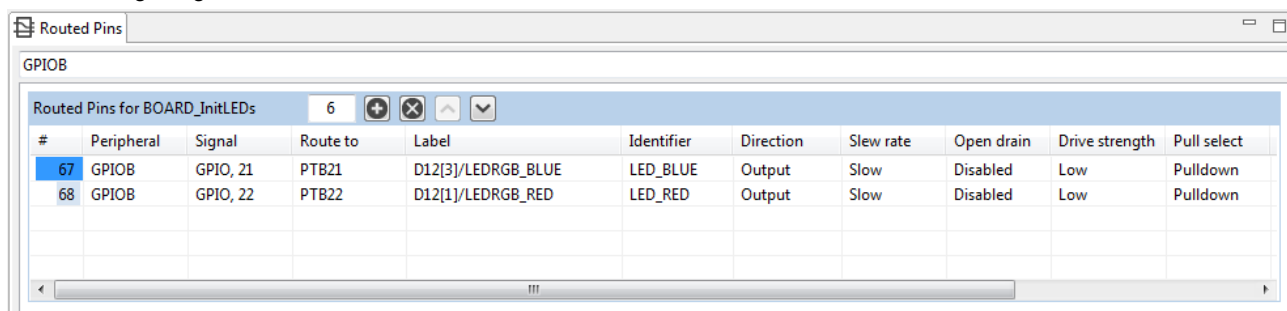 Routed Pins
GPIOB
Routed Pins for BOARD_InitLEDs 6
# Peripheral Signal Route to Label Identifier Direction Slew rate Open drain Drive strength Pull select
67 GPIOB GPIO, 21 PTB21 D12[3]/LEDRGB_BLUE LED_BLUE Output Slow Disabled Low Pulldown
68 GPIOB GPIO, 22 PTB22 D12[1]/LEDRGB_RED LED_RED Output Slow Disabled Low Pulldown